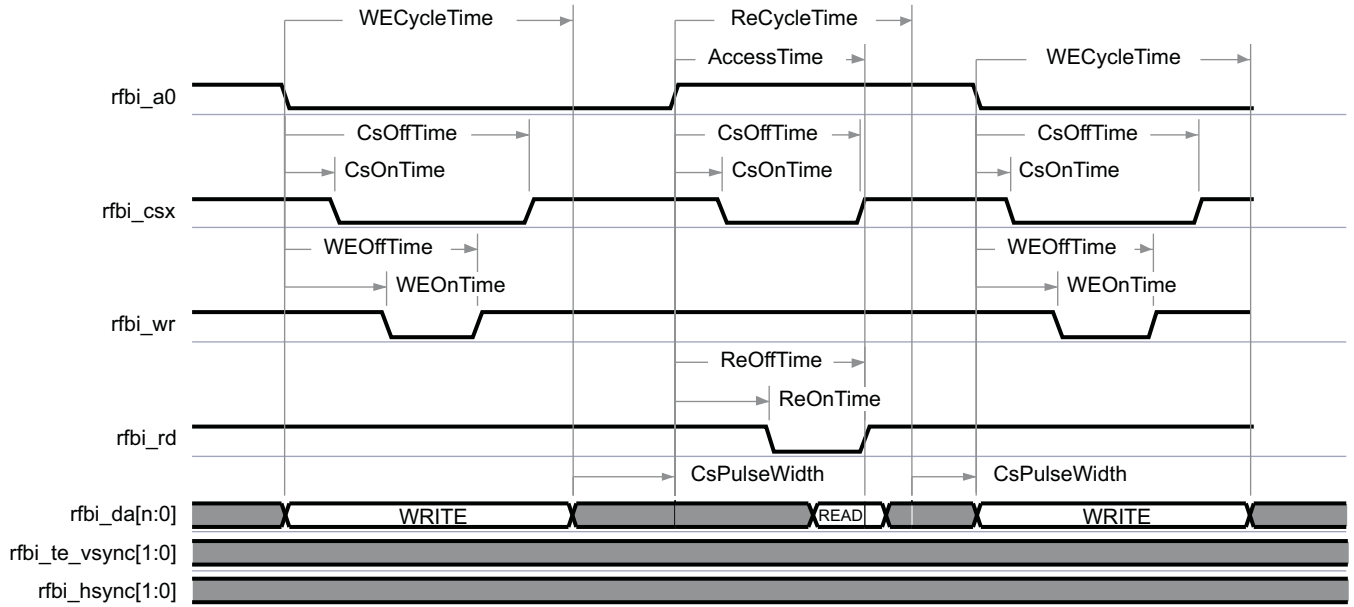 WECycleTime ReCycleTime
AccessTime WECycleTime
rfbi_a0
CsOffTime CsOffTime CsOffTime
CsOnTime CsOnTime CsOnTime
rfbi_csx
WEOffTime WEOffTime
WEOnTime WEOnTime
rfbi_wr
ReOffTime
ReOnTime
rfbi_rd
CsPulseWidth CsPulseWidth
rfbi_da[n:0] WRITE READ WRITE
rfbi_te_vsync[1:0]
rfbi_hsync[1:0]